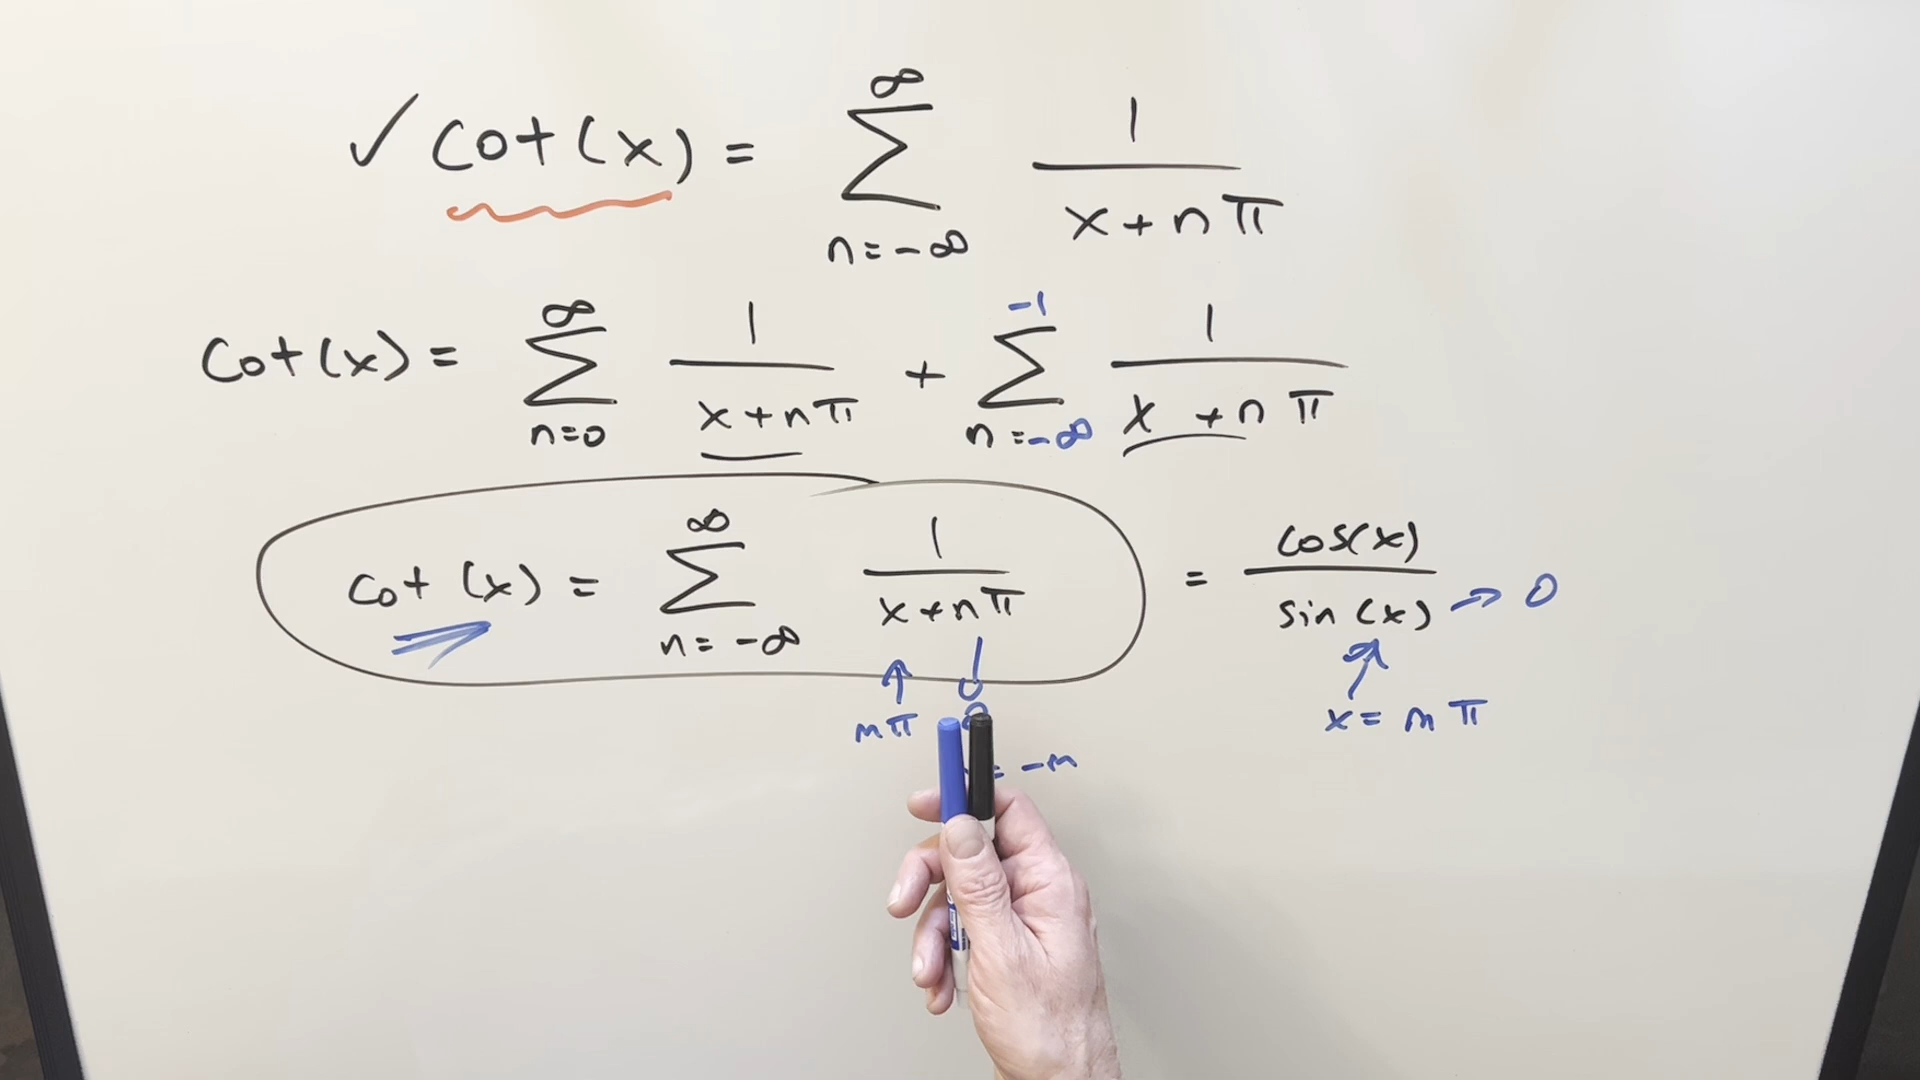 ✓ cot(x) = ∞ ∑ n=-∞ 1/(x+nπ)
cot(x) = ∞ ∑ n=0 1/(x+nπ) + -1 ∑ n=-∞ 1/(x+nπ)
cot(x) = ∞ ∑ n=-∞ 1/(x+nπ) = cos(x)/sin(x) → 0
mπ
x = mπ
= -m